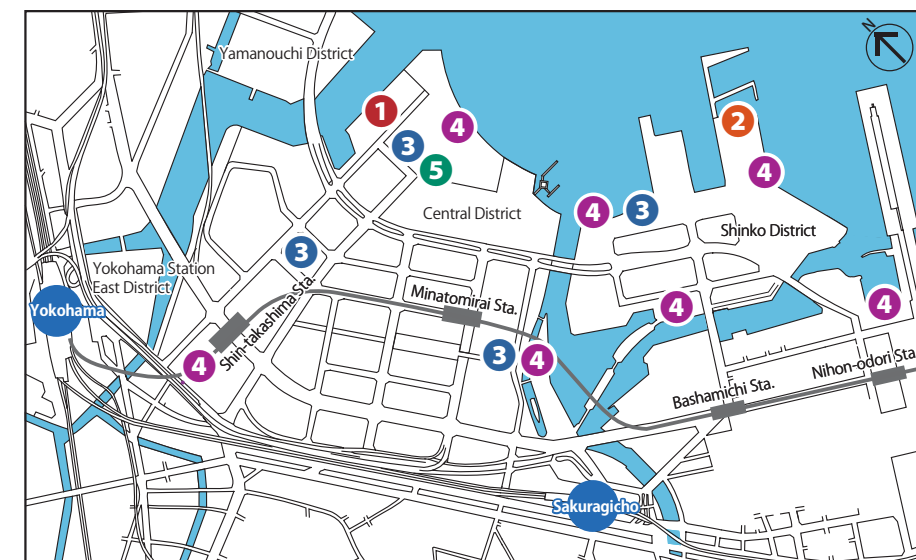 N
Yamanouchi District
1
4
2
3
5
4
4
3
Central District
Shinko District
3
Yokohama Station
East District
Yokohama
Shin-takashima Sta.
Minatomirai Sta.
4
4
3
4
4
Bashamichi Sta.
Nihon-odori Sta.
Sakuragicho